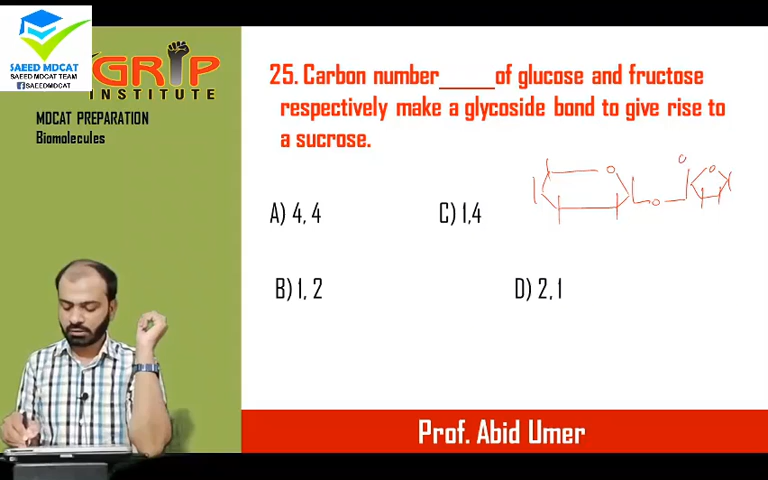 SAEED MDCAT
SAEED MDCAT TEAM
SAEEDMDCAT
GRIP
INSTITUTE
MDCAT PREPARATION
Biomolecules
25. Carbon number_____of glucose and fructose
respectively make a glycoside bond to give rise to
a sucrose.
A) 4, 4
C) 1,4
B) 1, 2
D) 2, 1
O
O
O
O
Prof. Abid Umer